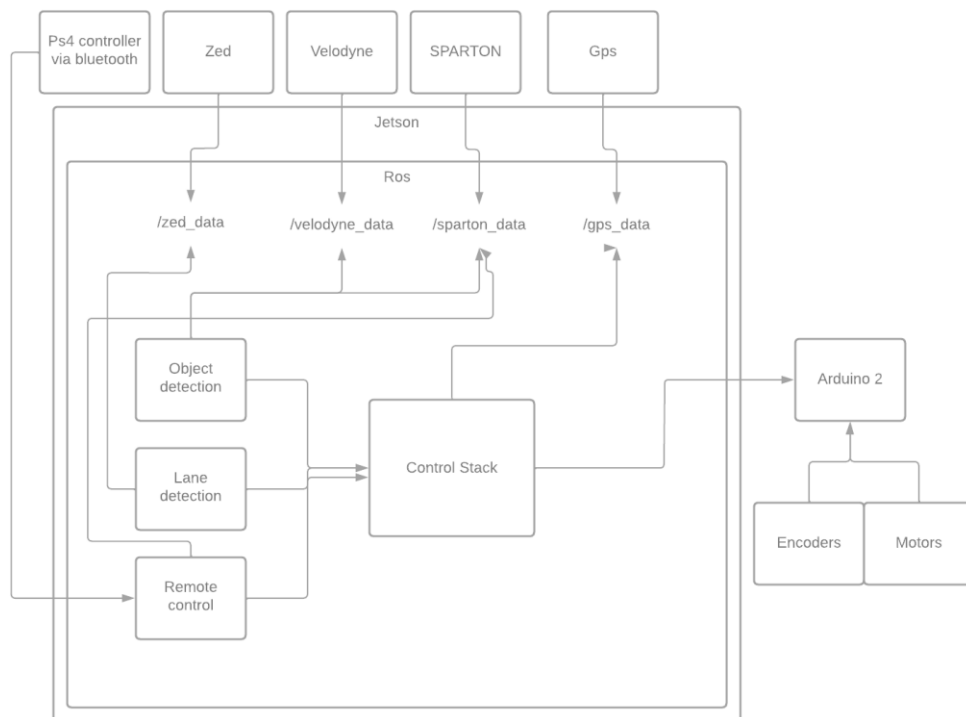 Ps4 controller
via bluetooth
Zed
Velodyne
SPARTON
Gps
Jetson
Ros
/zed_data
/velodyne_data
/sparton_data
/gps_data
Object
detection
Arduino 2
Control Stack
Lane
detection
Encoders
Motors
Remote
control